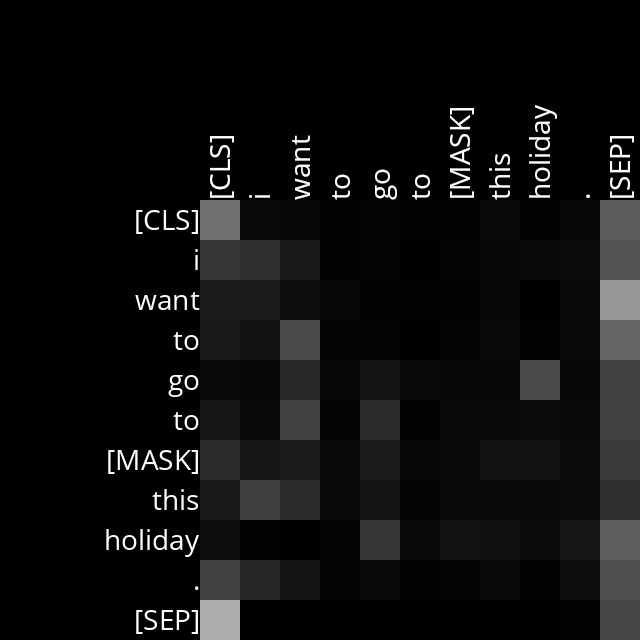 [CLS] i want to go to [MASK] this holiday . [SEP]
[CLS]
i
want
to
go
to
[MASK]
this
holiday
.
[SEP]